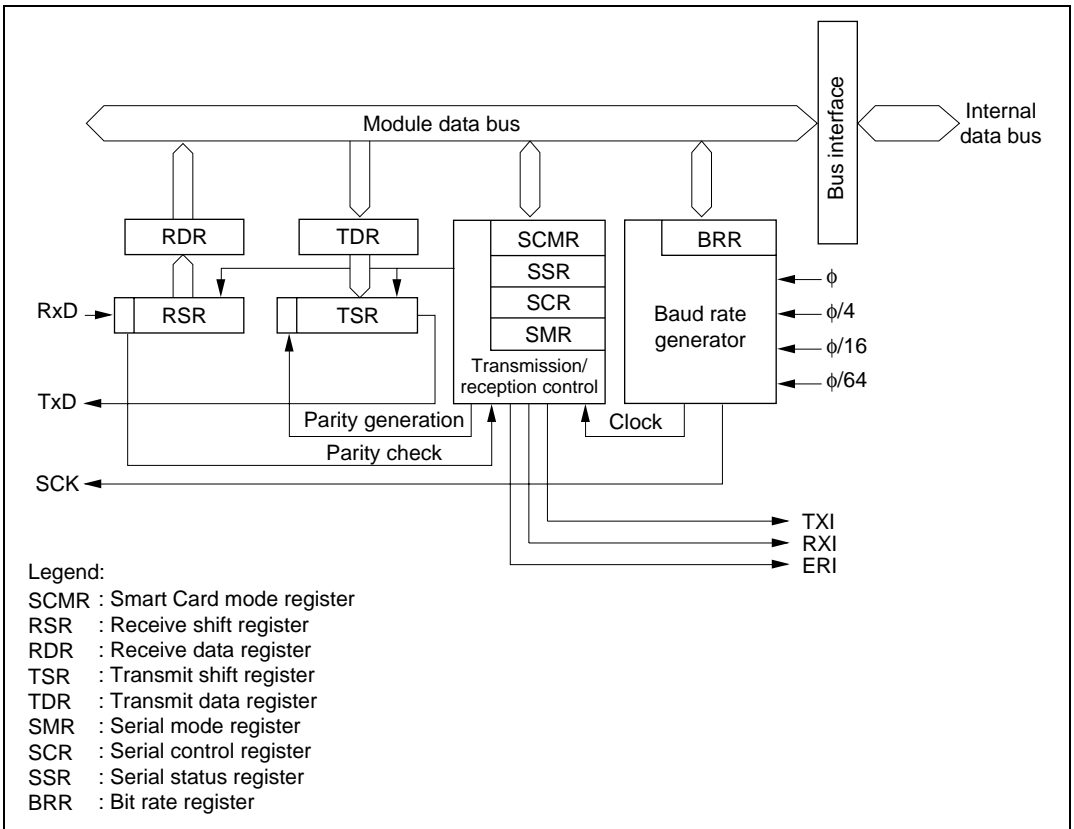 Bus interface
Internal
data bus
Module data bus
RDR
TDR
SCMR
SSR
SCR
SMR
Transmission/
reception control
BRR
Baud rate
generator
ϕ
ϕ/4
ϕ/16
ϕ/64
RxD
RSR
TSR
TxD
Parity generation
Clock
Parity check
SCK
TXI
RXI
ERI
Legend:
SCMR : Smart Card mode register
RSR : Receive shift register
RDR : Receive data register
TSR : Transmit shift register
TDR : Transmit data register
SMR : Serial mode register
SCR : Serial control register
SSR : Serial status register
BRR : Bit rate register